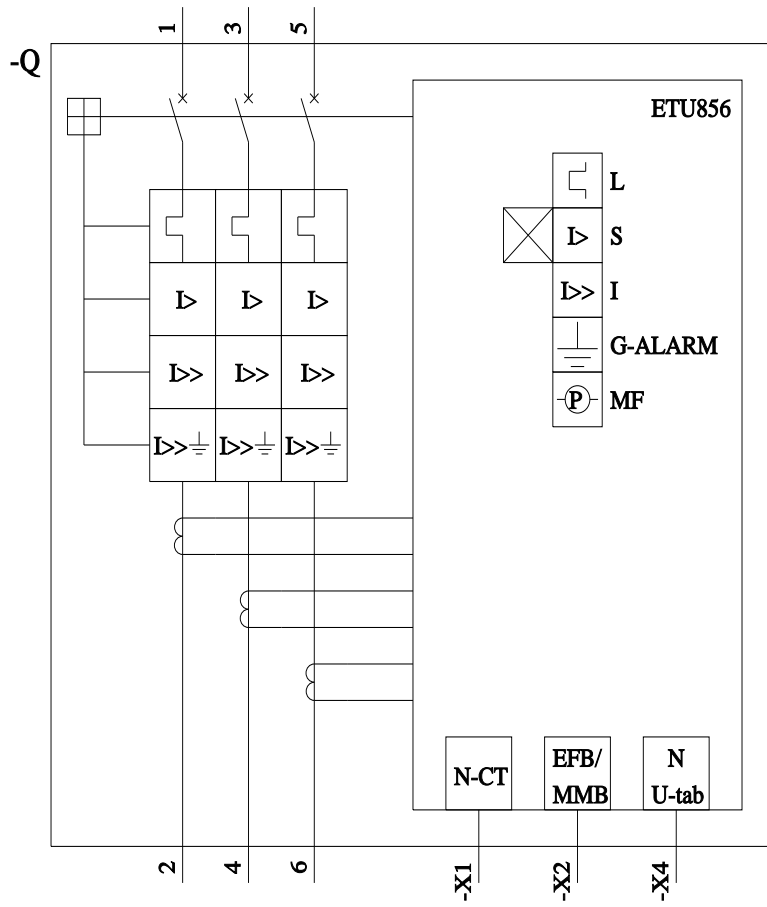 1 3 5
-Q
ETU856
L
I> S
I> I> I>
I>> I
G-ALARM
I>> I>> I>>
P MF
I>> I>> I>>
N-CT
EFB/
MMB
N
U-tab
2 4 6
-X1 -X2 -X4